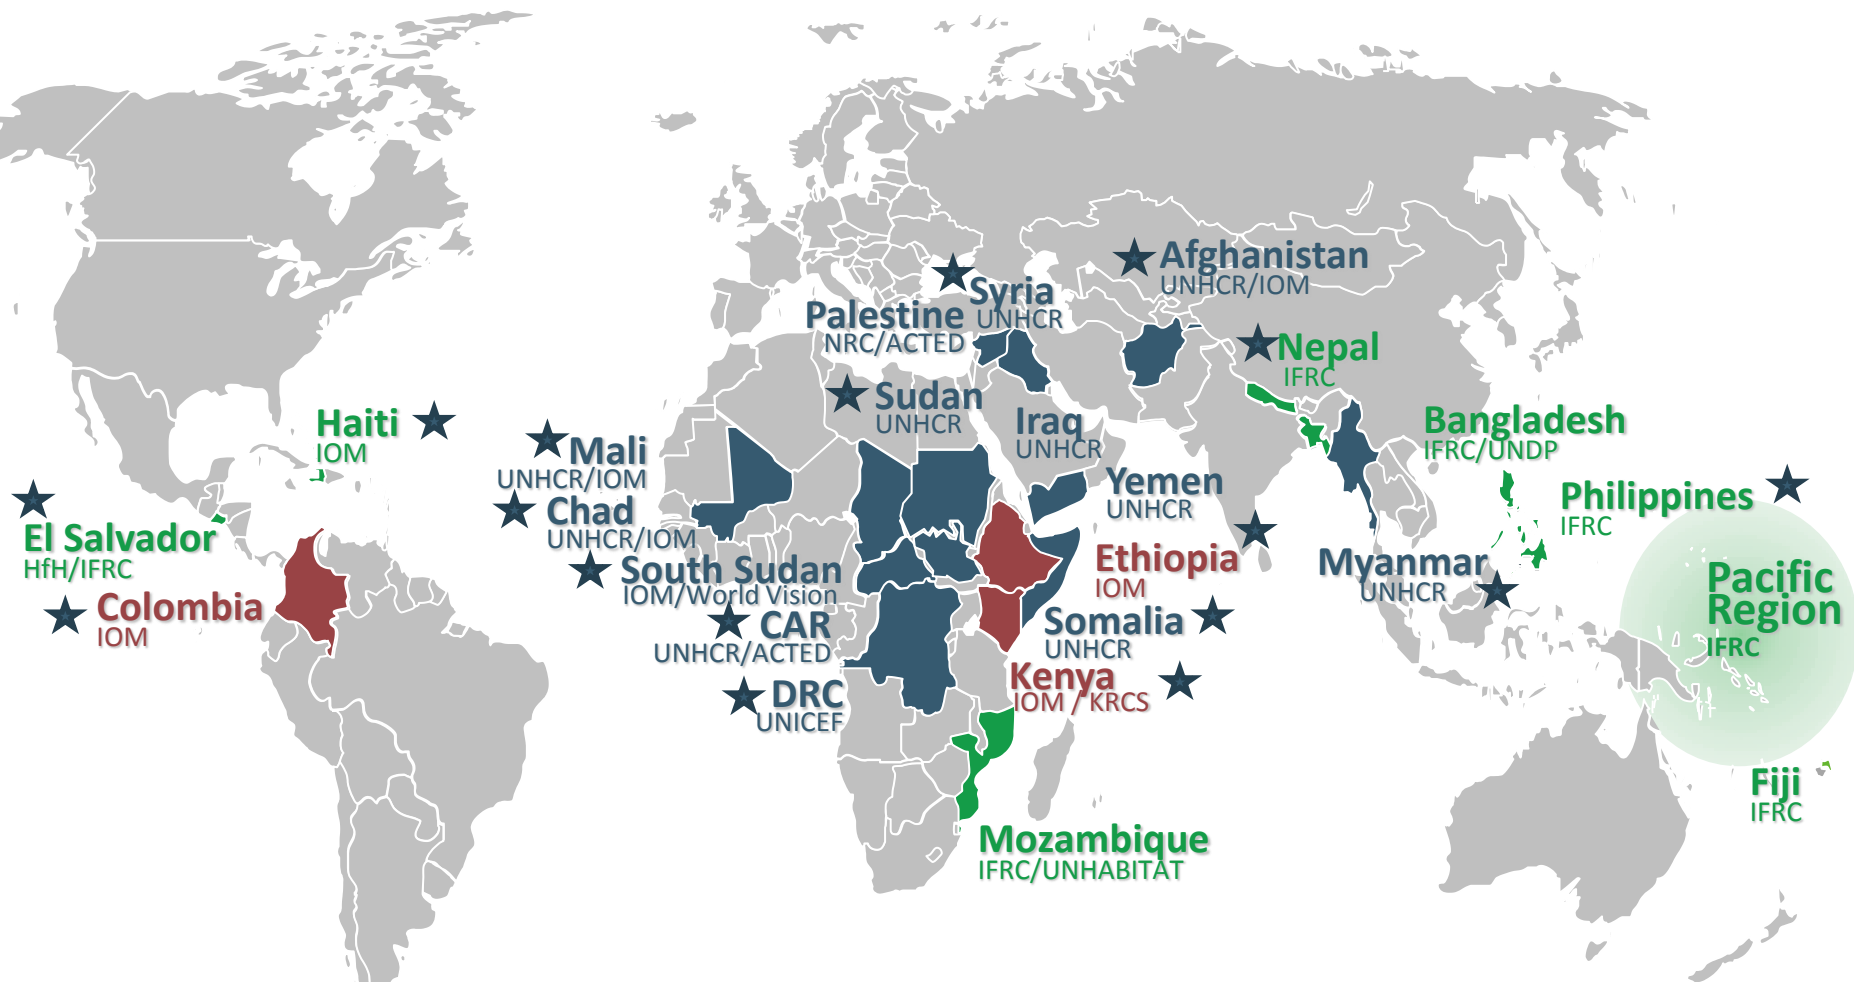 Afghanistan
UNHCR/IOM
Syria
UNHCR
Palestine
NRC/ACTED
Nepal
IFRC
Sudan
UNHCR
Haiti
IOM
Iraq
UNHCR
Bangladesh
IFRC/UNDP
Mali
UNHCR/IOM
Yemen
UNHCR
Philippines
IFRC
Chad
UNHCR/IOM
El Salvador
HfH/IFRC
Ethiopia
IOM
Myanmar
UNHCR
South Sudan
IOM/World Vision
Pacific
Region
IFRC
Colombia
IOM
CAR
UNHCR/ACTED
Somalia
UNHCR
Kenya
IOM / KRCS
DRC
UNICEF
Fiji
IFRC
Mozambique
IFRC/UNHABITAT